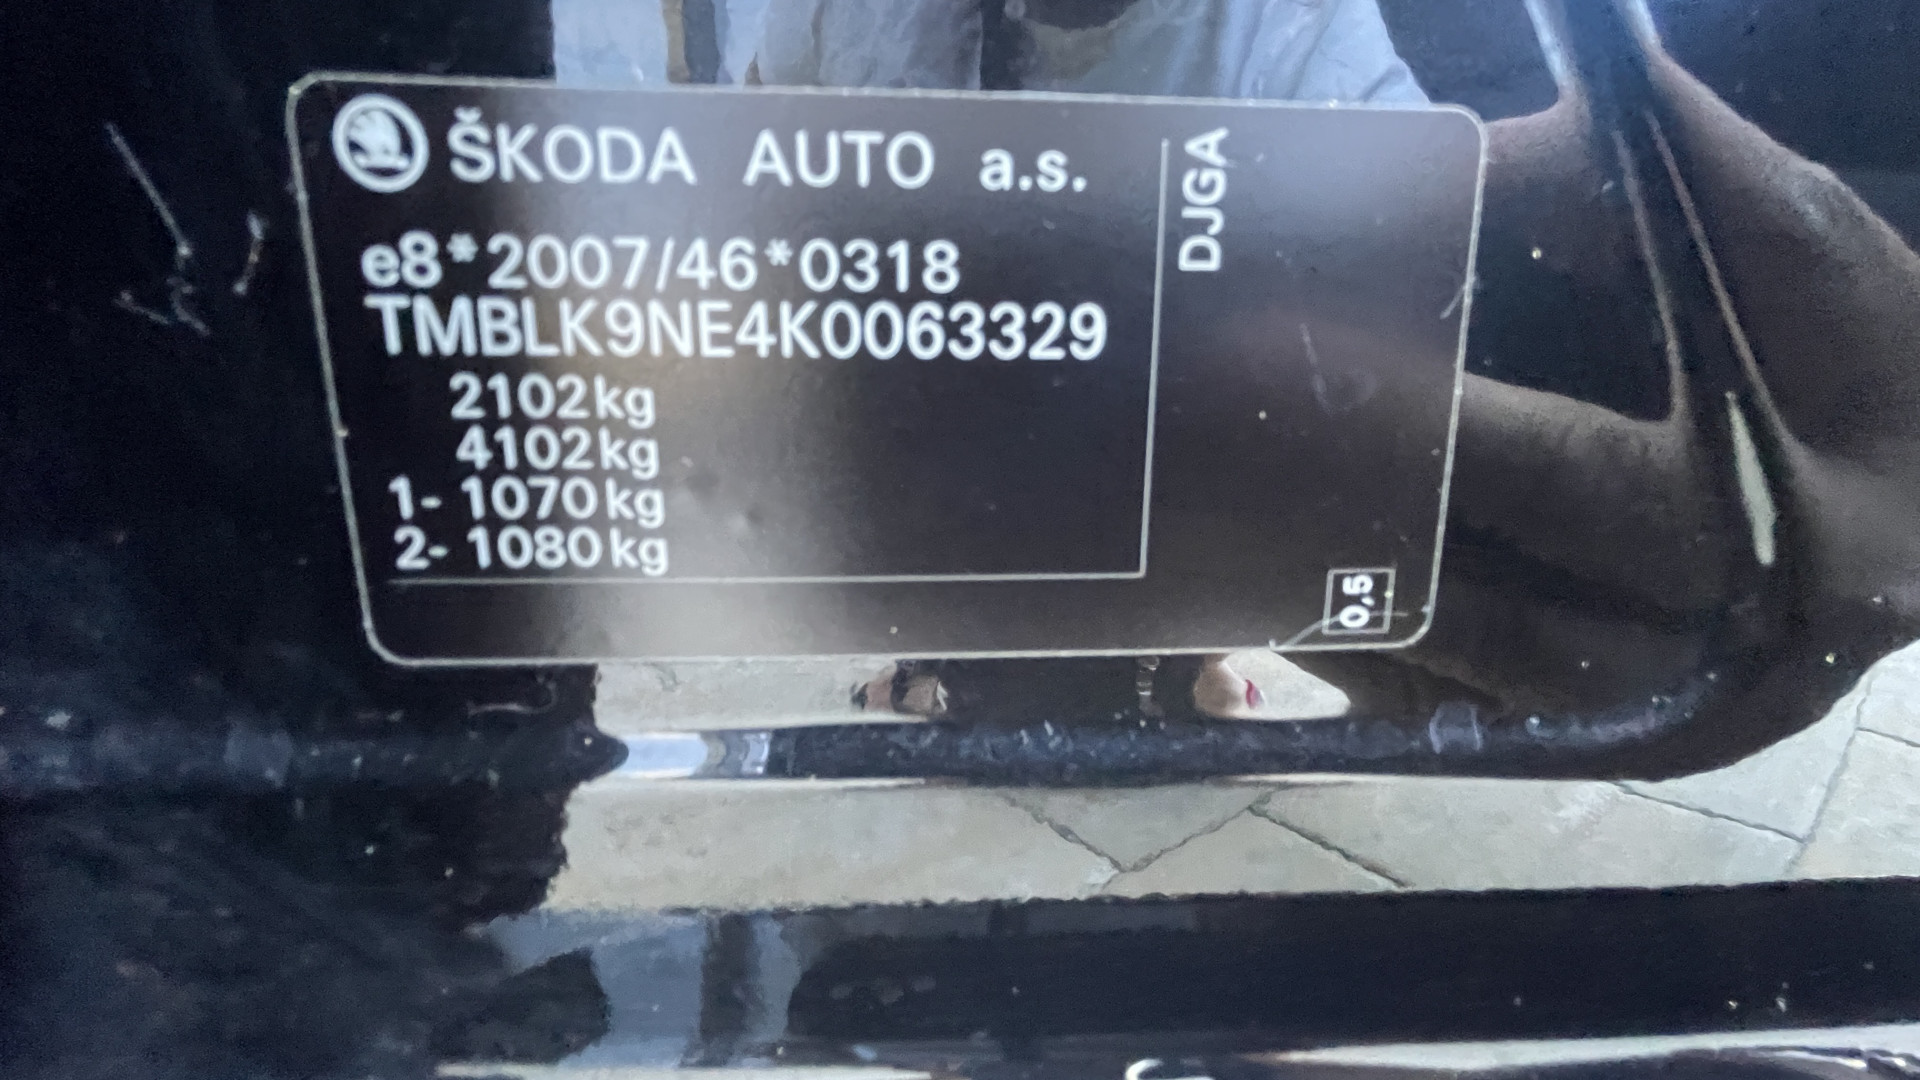 ŠKODA AUTO a.s.
e8*2007/46*0318
TMBLK9NE4K0063329
2102kg
4102kg
1- 1070kg
2- 1080kg
DJGA
0,5